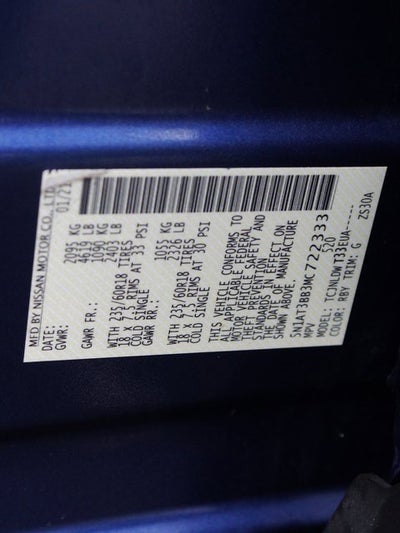 MFD BY NISSAN MOTOR CO., LTD.
DATE: 01/21
GVWR: 2095 KG
4619 LB
GAWR FR.: 1090 KG
2403 LB
WITH 235/60R18 TIRES
18 X 7.5 RIMS AT 33 PSI
COLD SINGLE
GAWR RR.: 1055 KG
2326 LB
WITH 235/60R18 TIRES
18 X 7.5 RIMS AT 30 PSI
COLD SINGLE
THIS VEHICLE CONFORMS TO
ALL APPLICABLE FEDERAL
MOTOR VEHICLE SAFETY AND
THEFT PREVENTION
STANDARDS IN EFFECT ON
THE DATE OF MANUFACTURE
SHOWN ABOVE.
5N1AT3BB3MC722333
MPV 520
COLOR: RBY TRIM: G
ZS30A